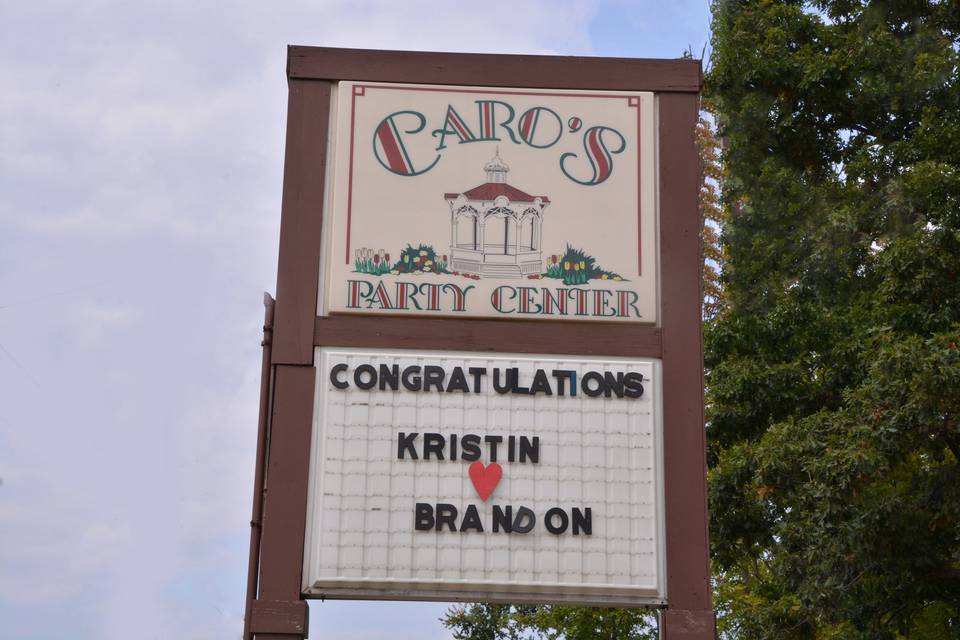 CARO'S
PARTY CENTER
CONGRATULATIONS
KRISTIN
BRANDON